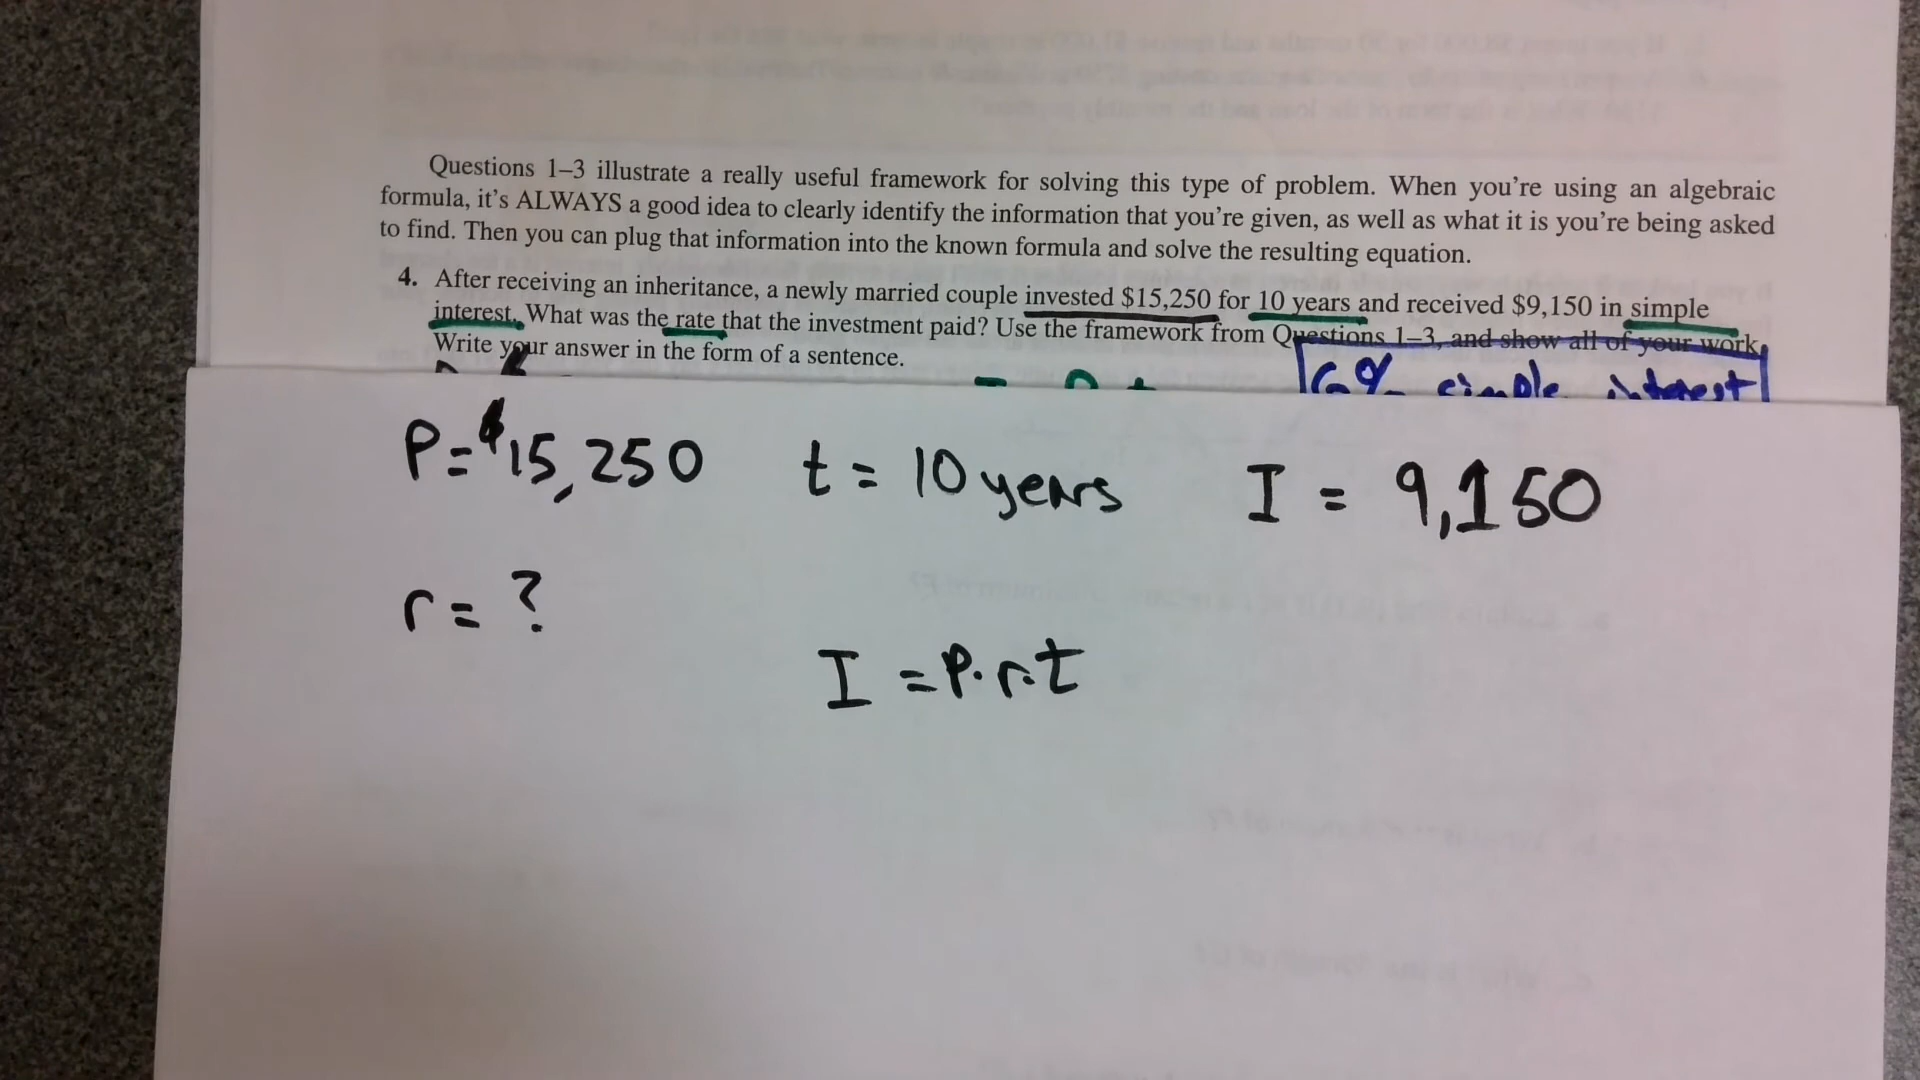 Questions 1–3 illustrate a really useful framework for solving this type of problem. When you're using an algebraic
formula, it's ALWAYS a good idea to clearly identify the information that you're given, as well as what it is you're being asked
to find. Then you can plug that information into the known formula and solve the resulting equation.
4. After receiving an inheritance, a newly married couple invested $15,250 for 10 years and received $9,150 in simple
interest. What was the rate that the investment paid? Use the framework from Questions 1–3, and show all of your work.
Write your answer in the form of a sentence.
6% simple interest
P=$15,250 t = 10 years I = 9,150
r = ?
I = P·r·t